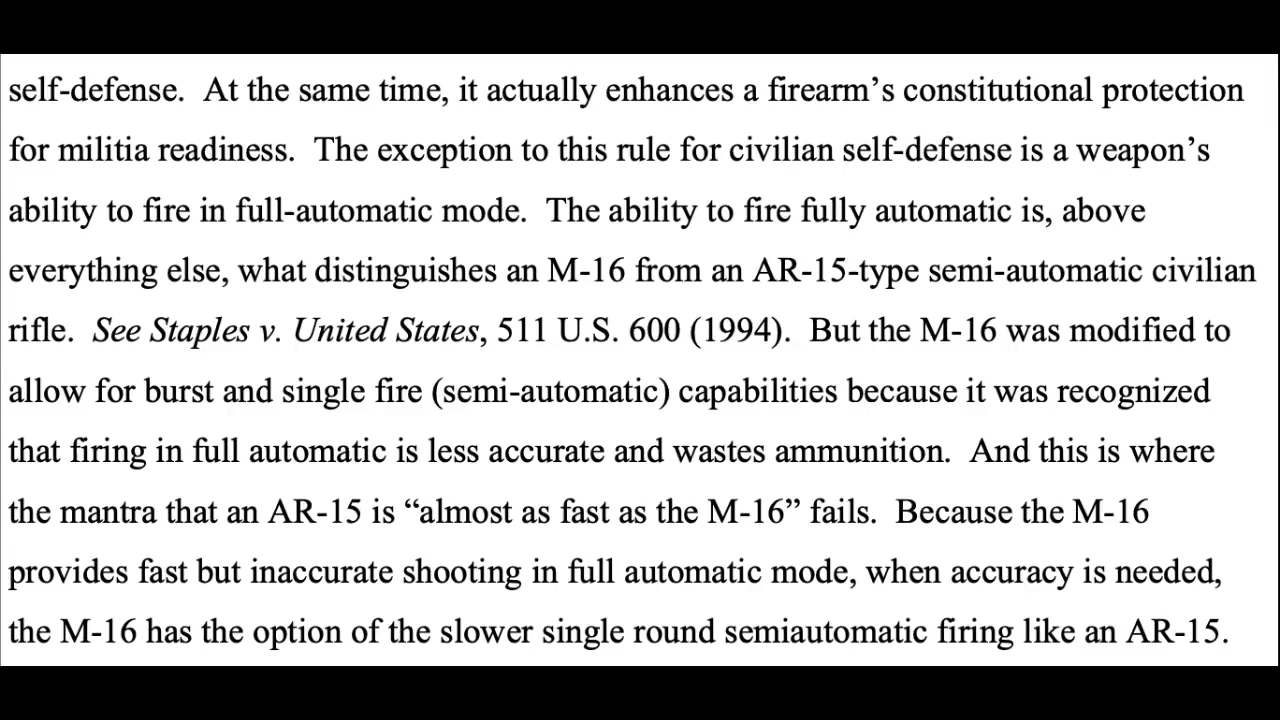 self-defense.  At the same time, it actually enhances a firearm’s constitutional protection
for militia readiness.  The exception to this rule for civilian self-defense is a weapon’s
ability to fire in full-automatic mode.  The ability to fire fully automatic is, above
everything else, what distinguishes an M-16 from an AR-15-type semi-automatic civilian
rifle.  See Staples v. United States, 511 U.S. 600 (1994).  But the M-16 was modified to
allow for burst and single fire (semi-automatic) capabilities because it was recognized
that firing in full automatic is less accurate and wastes ammunition.  And this is where
the mantra that an AR-15 is “almost as fast as the M-16” fails.  Because the M-16
provides fast but inaccurate shooting in full automatic mode, when accuracy is needed,
the M-16 has the option of the slower single round semiautomatic firing like an AR-15.